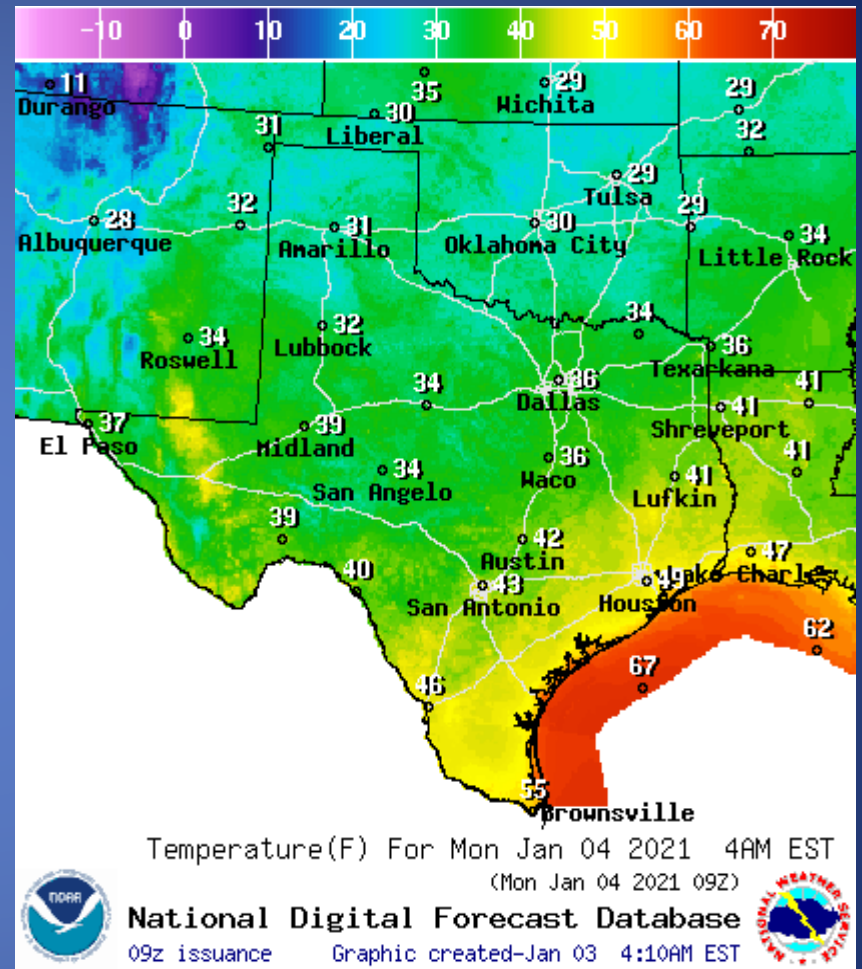 -10 0 10 20 30 40 50 60 70
11 35 Wichita 29 29
Durango 30
Liberal
31 32
29
Tulsa
28 32 31 30 29 34
Albuquerque Amarillo Oklahoma City Little Rock
34 32 34
Roswell Lubbock 36
Texarkana
34 36
Dallas 41 41
37 39 Shreveport
El Paso Midland
34 36 41 41
San Angelo Waco Lufkin
39 42 47
Austin
40 43 49 Lake Charles
San Antonio Houston
62
67
46
55
Brownsville
Temperature(F) For Mon Jan 04 2021 4AM EST
(Mon Jan 04 2021 09Z)
NOAA
NATIONAL WEATHER SERVICE
National Digital Forecast Database
09z issuance Graphic created-Jan 03 4:10AM EST